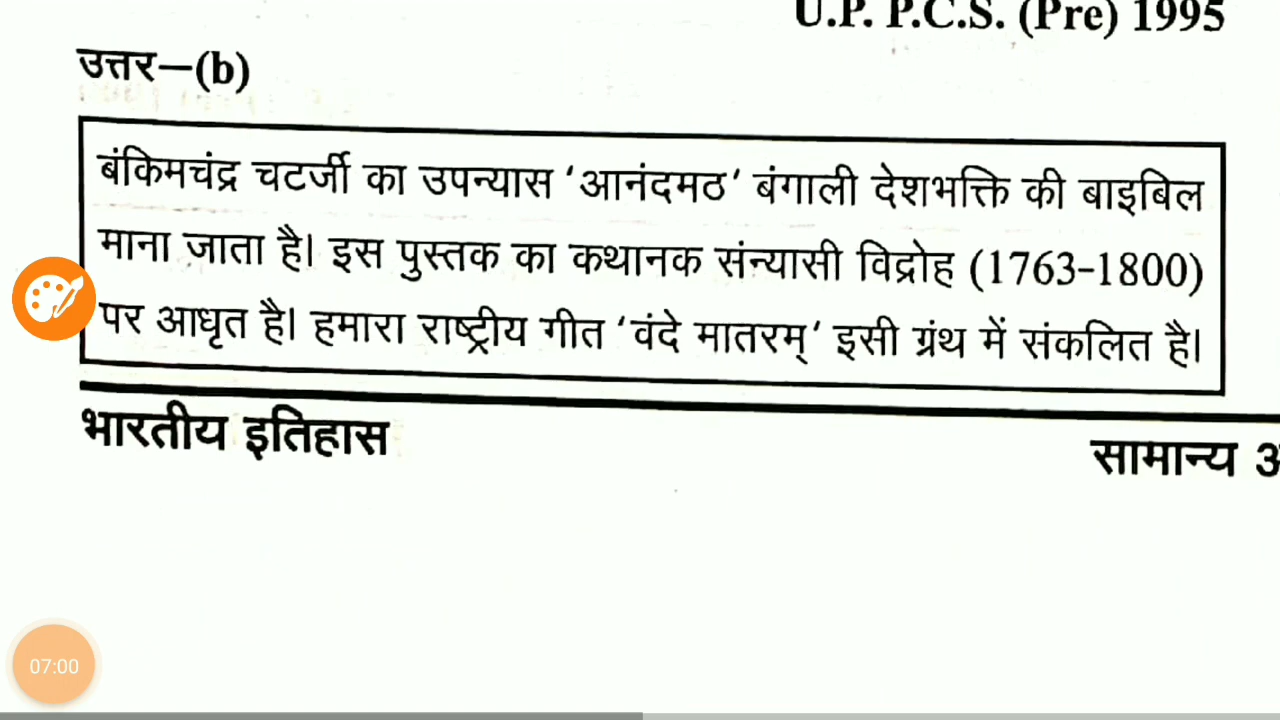 U.P. P.C.S. (Pre) 1995
उत्तर—(b)
बंकिमचंद्र चटर्जी का उपन्यास ‘आनंदमठ’ बंगाली देशभक्ति की बाइबिल
माना जाता है। इस पुस्तक का कथानक संन्यासी विद्रोह (1763-1800)
पर आधृत है। हमारा राष्ट्रीय गीत ‘वंदे मातरम्’ इसी ग्रंथ में संकलित है।
भारतीय इतिहास
सामान्य
07:00